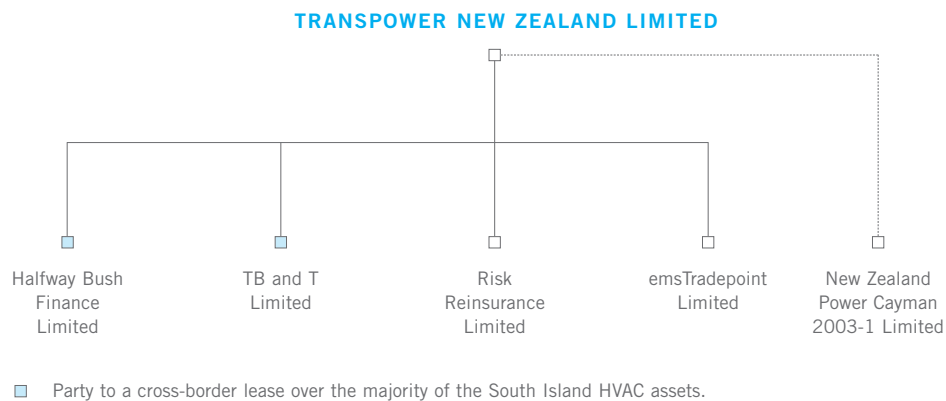 TRANSPOWER NEW ZEALAND LIMITED
Halfway Bush
Finance
Limited
TB and T
Limited
Risk
Reinsurance
Limited
emsTradepoint
Limited
New Zealand
Power Cayman
2003-1 Limited
Party to a cross-border lease over the majority of the South Island HVAC assets.